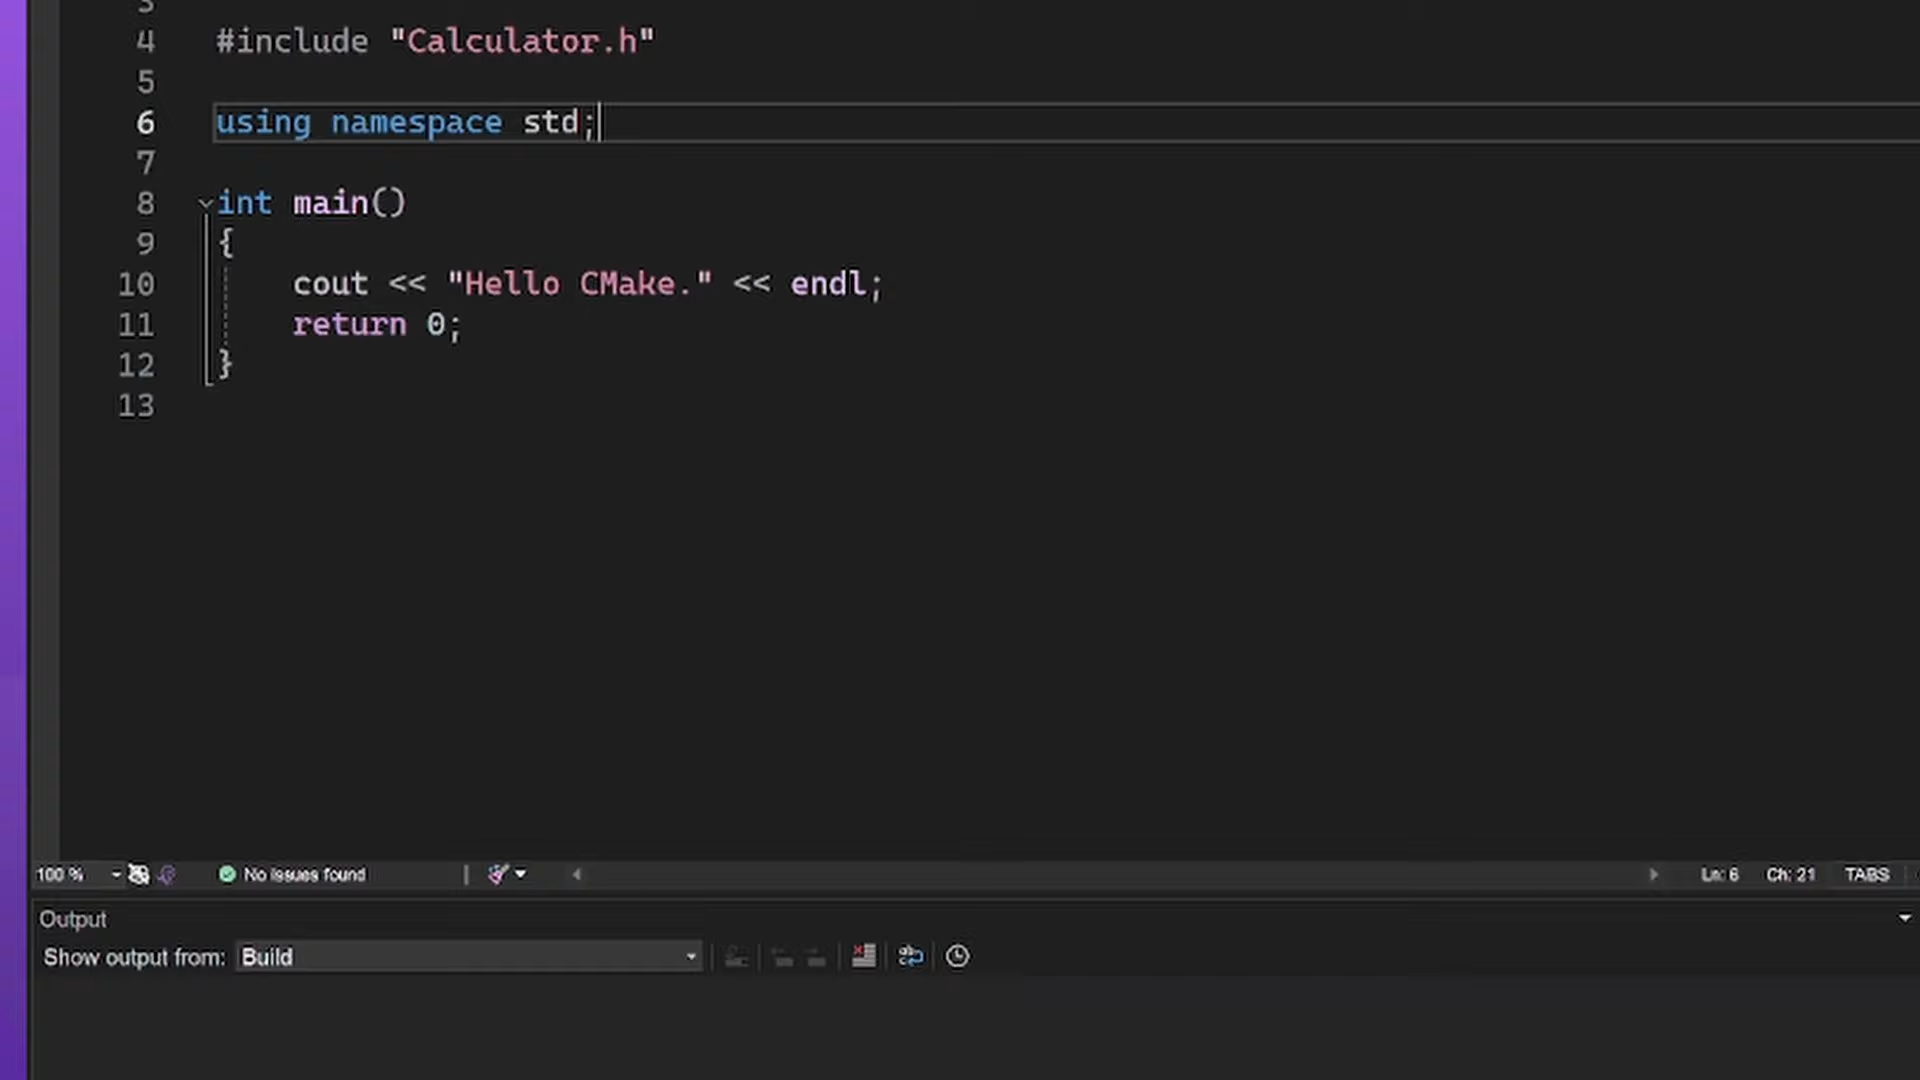 3
4 #include "Calculator.h"
5
6 using namespace std;
7
8 int main()
9 {
10 cout << "Hello CMake." << endl;
11 return 0;
12 }
13
100 % No issues found Ln: 6 Ch: 21 TABS
Output
Show output from: Build